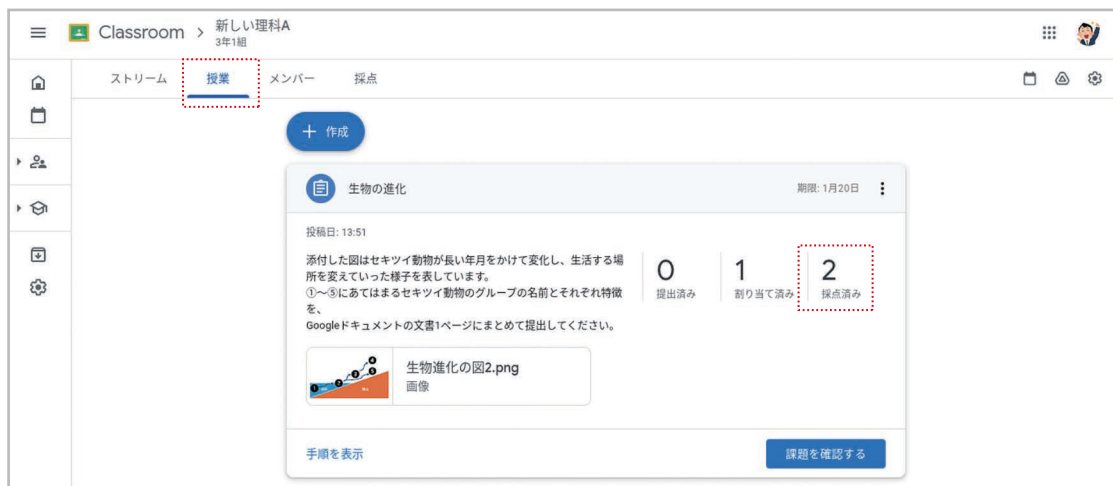 Classroom > 新しい理科A
3年1組
ストリーム 授業 メンバー 採点
+ 作成
生物の進化 期限: 1月20日
投稿日: 13:51
添付した図はセキツイ動物が長い年月をかけて変化し、生活する場
所を変えていった様子を表しています。
①～⑤にあてはまるセキツイ動物のグループの名前とそれぞれ特徴
を、
Googleドキュメントの文書1ページにまとめて提出してください。
0 1 2
提出済み 割り当て済み 採点済み
生物進化の図2.png
画像
手順を表示 課題を確認する